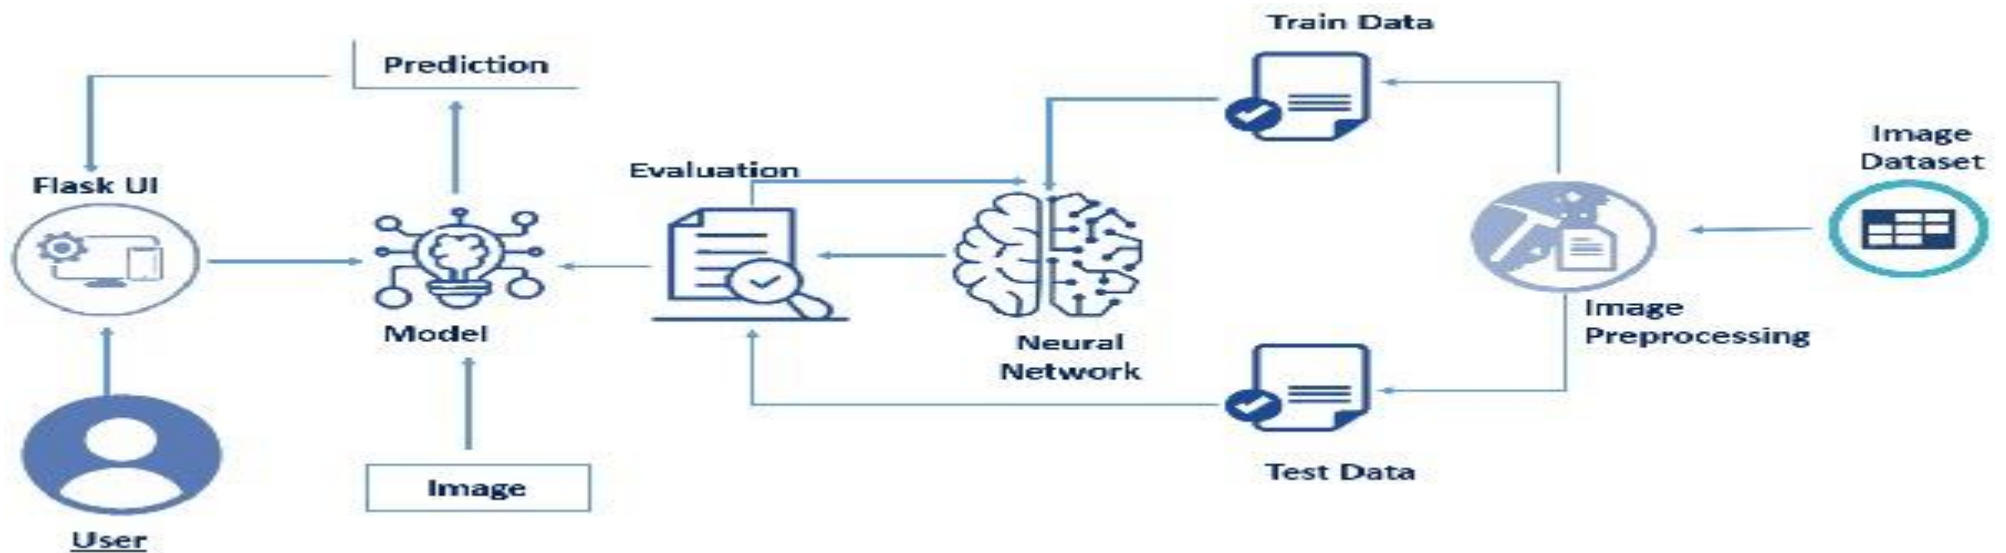 Train Data
Prediction
Image
Dataset
Evaluation
Flask UI
Image
Preprocessing
Model
Neural
Network
Test Data
Image
User